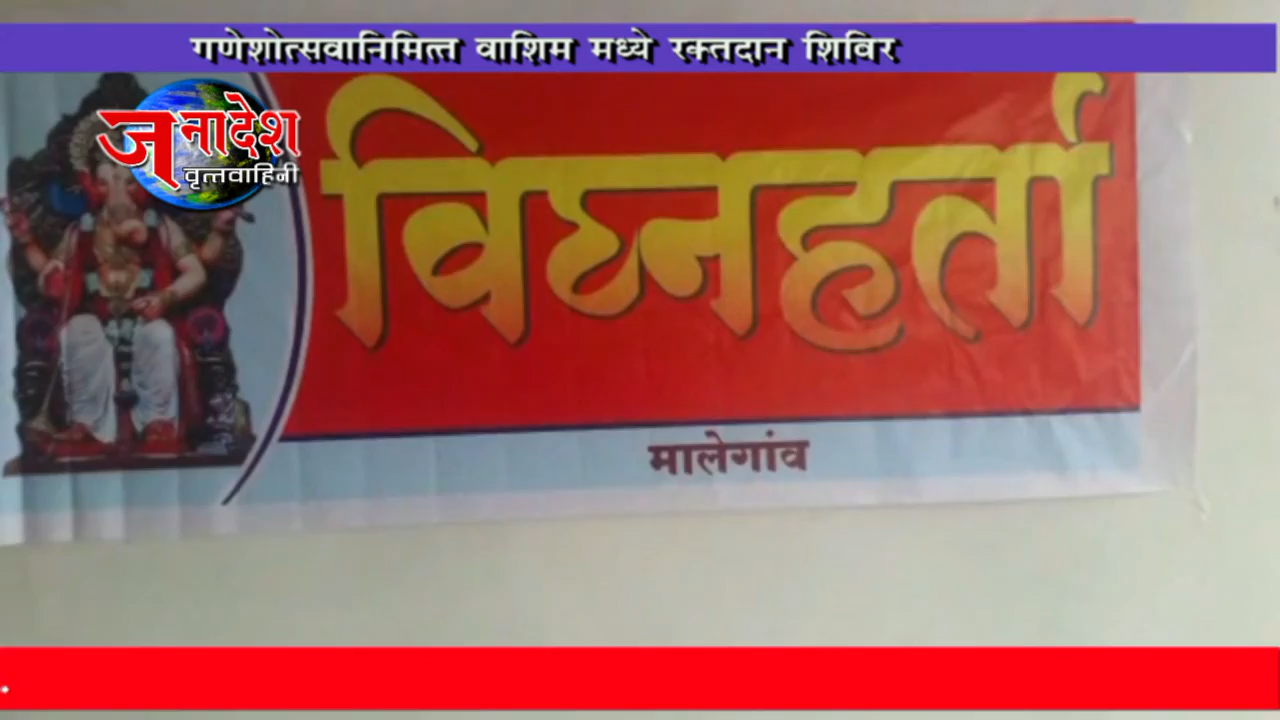 गणेशोत्सवानिमित्त वाशिम मध्ये रक्तदान शिविर
जनादेश
वृत्तवाहिनी
विघ्नहर्ता
मालेगांव